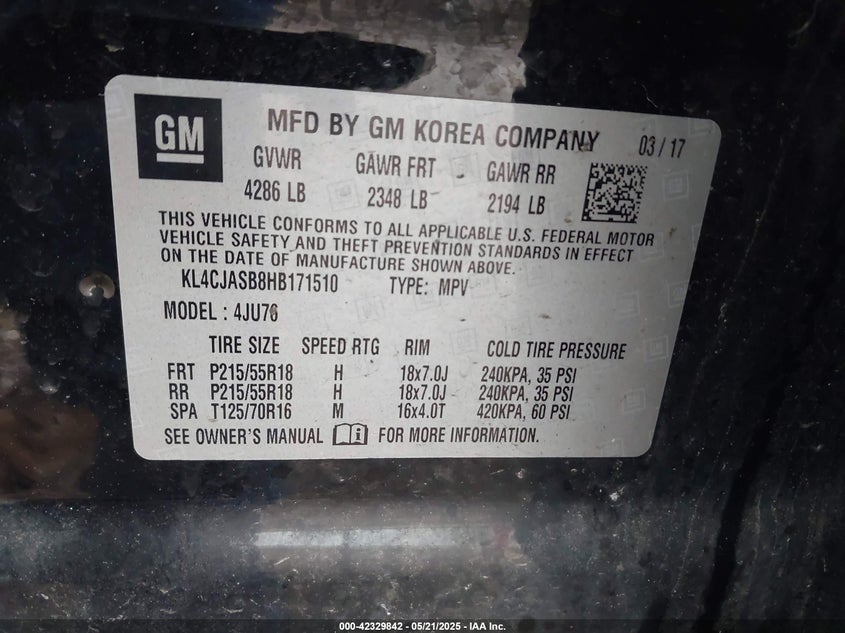 GM
MFD BY GM KOREA COMPANY 03/17
GVWR GAWR FRT GAWR RR
4286 LB 2348 LB 2194 LB
THIS VEHICLE CONFORMS TO ALL APPLICABLE U.S. FEDERAL MOTOR
VEHICLE SAFETY AND THEFT PREVENTION STANDARDS IN EFFECT
ON THE DATE OF MANUFACTURE SHOWN ABOVE.
KL4CJASB8HB171510 TYPE: MPV
MODEL : 4JU76
TIRE SIZE SPEED RTG RIM COLD TIRE PRESSURE
FRT P215/55R18 H 18x7.0J 240KPA, 35 PSI
RR P215/55R18 H 18x7.0J 240KPA, 35 PSI
SPA T125/70R16 M 16x4.0T 420KPA, 60 PSI
SEE OWNER'S MANUAL i FOR MORE INFORMATION.
000-42329842 - 05/21/2025 - IAA Inc.